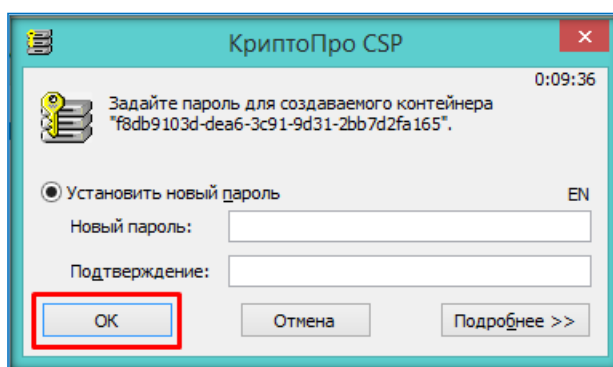 КриптоПро CSP
0:09:36
Задайте пароль для создаваемого контейнера
"f8db9103d-dea6-3c91-9d31-2bb7d2fa165".
Установить новый пароль
EN
Новый пароль:
Подтверждение:
OK
Отмена
Подробнее >>